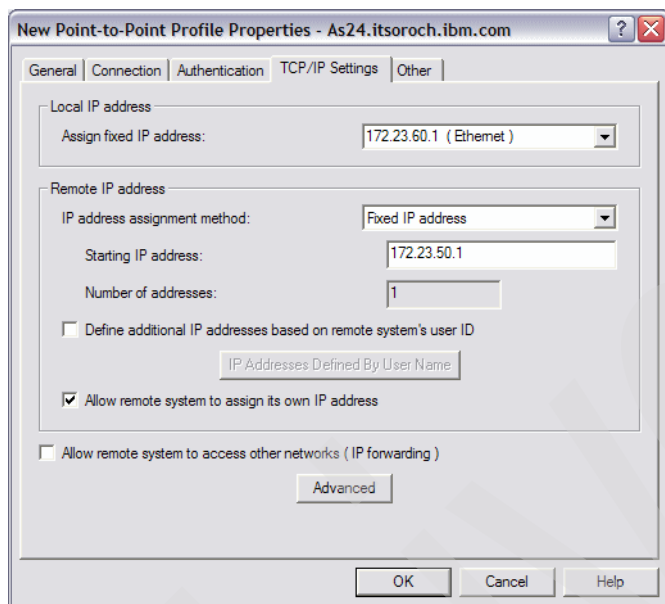 New Point-to-Point Profile Properties - As24.itsoroch.ibm.com
General Connection Authentication TCP/IP Settings Other
Local IP address
Assign fixed IP address: 172.23.60.1 ( Ethernet )
Remote IP address
IP address assignment method: Fixed IP address
Starting IP address: 172.23.50.1
Number of addresses: 1
Define additional IP addresses based on remote system's user ID
IP Addresses Defined By User Name
Allow remote system to assign its own IP address
Allow remote system to access other networks ( IP forwarding )
Advanced
OK Cancel Help